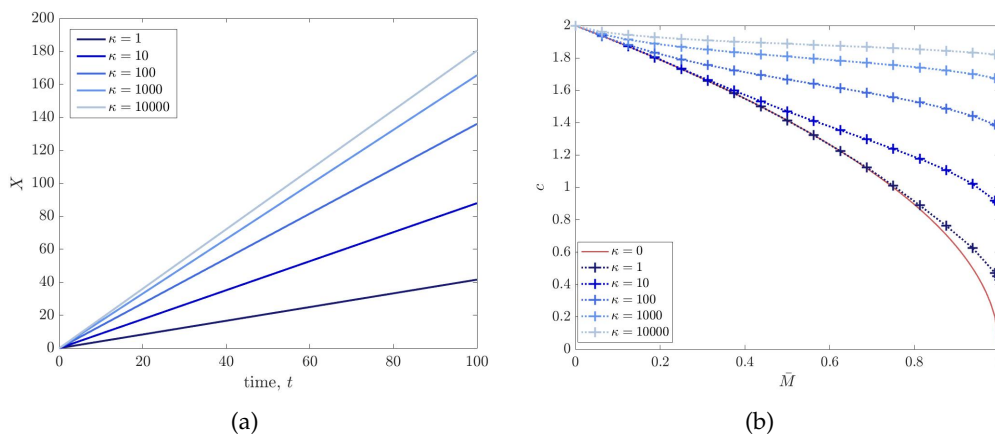 200
180
160
140
120
100
80
60
40
20
0
X
κ = 1
κ = 10
κ = 100
κ = 1000
κ = 10000
0 20 40 60 80 100
time, t
(a)
2
1.8
1.6
1.4
1.2
1
0.8
0.6
0.4
0.2
0
c
κ = 0
κ = 1
κ = 10
κ = 100
κ = 1000
κ = 10000
0 0.2 0.4 0.6 0.8
M̄
(b)